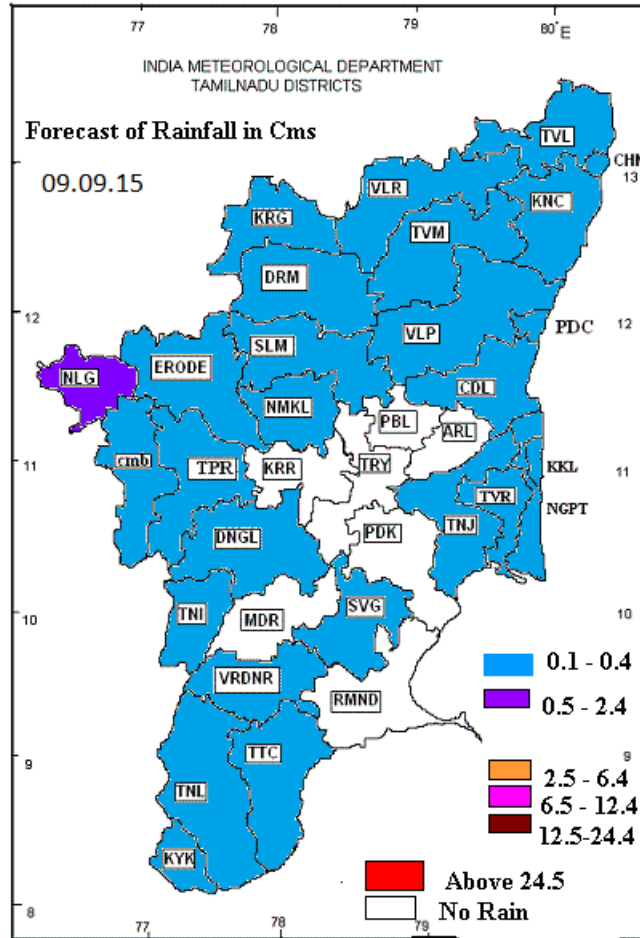 77 78 79 80° E
INDIA METEOROLOGICAL DEPARTMENT
TAMILNADU DISTRICTS
Forecast of Rainfall in Cms
09.09.15
TVL
CHN
13
VLR
KNC
KRG
TVM
DRM
12
12
PDC
SLM
VLP
ERODE
NLG
CDL
NMKL
PBL
ARL
11
cmb
TPR
KRR
TRY
KKL
11
TVR
NGPT
DNGL
PDK
TNJ
10
TNI
MDR
SVG
10
0.1 - 0.4
VRDNR
RMND
0.5 - 2.4
9
TTC
9
2.5 - 6.4
TNL
6.5 - 12.4
12.5-24.4
KYK
Above 24.5
8
No Rain
77 78 79